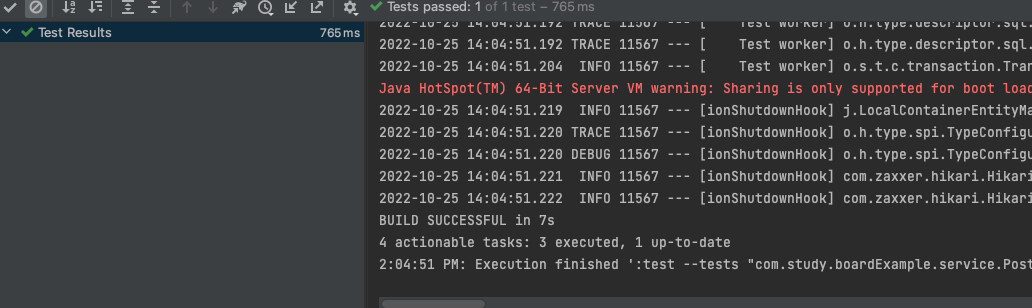 Tests passed: 1 of 1 test – 765 ms
Test Results 765 ms
2022-10-25 14:04:51.192 TRACE 11567 --- [    Test worker] o.h.type.descriptor.sql.
2022-10-25 14:04:51.192 TRACE 11567 --- [    Test worker] o.h.type.descriptor.sql.
2022-10-25 14:04:51.204  INFO 11567 --- [    Test worker] o.s.t.c.transaction.Tran
Java HotSpot(TM) 64-Bit Server VM warning: Sharing is only supported for boot load
2022-10-25 14:04:51.219  INFO 11567 --- [ionShutdownHook] j.LocalContainerEntityMa
2022-10-25 14:04:51.220 TRACE 11567 --- [ionShutdownHook] o.h.type.spi.TypeConfigu
2022-10-25 14:04:51.220 DEBUG 11567 --- [ionShutdownHook] o.h.type.spi.TypeConfigu
2022-10-25 14:04:51.221  INFO 11567 --- [ionShutdownHook] com.zaxxer.hikari.Hikari
2022-10-25 14:04:51.222  INFO 11567 --- [ionShutdownHook] com.zaxxer.hikari.Hikari
BUILD SUCCESSFUL in 7s
4 actionable tasks: 3 executed, 1 up-to-date
2:04:51 PM: Execution finished ':test --tests "com.study.boardExample.service.Post